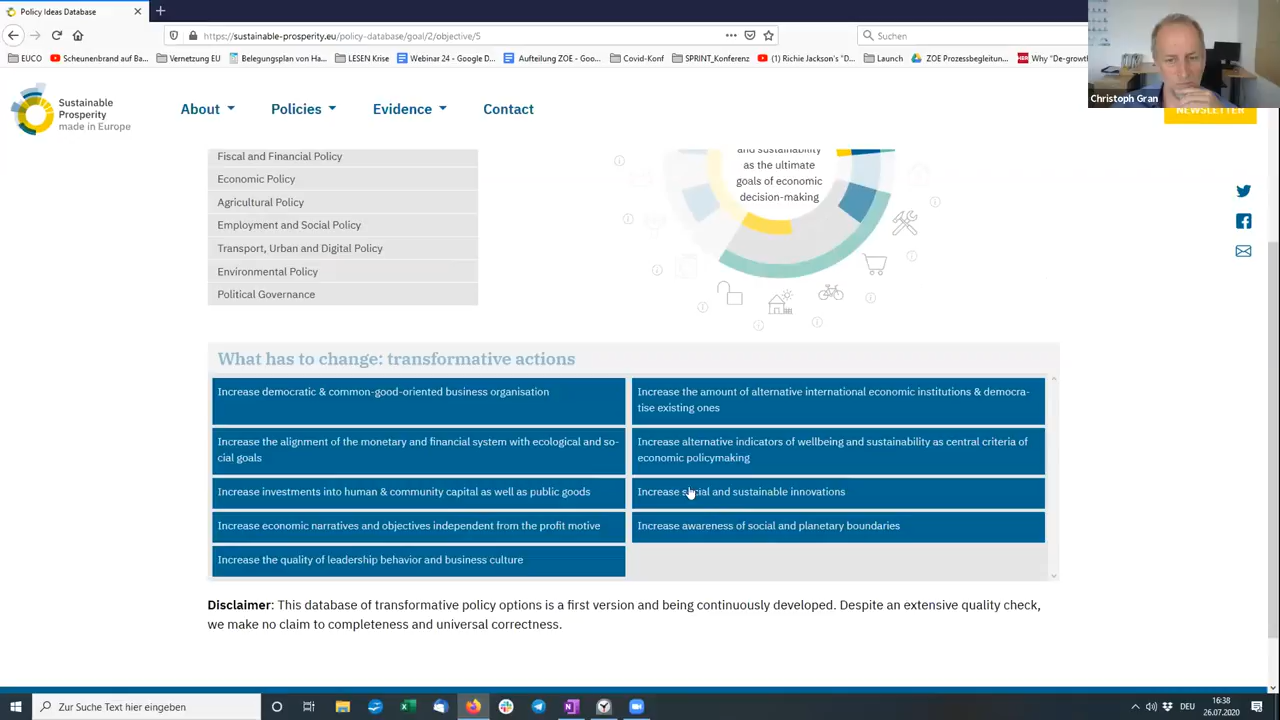 Policy Ideas Database
https://sustainable-prosperity.eu/policy-database/goal/2/objective/5
Suchen
EUCO
Scheunenbrand auf Ba...
Vernetzung EU
Belegungsplan von Ha...
LESEN Krise
Webinar 24 - Google D...
Aufteilung ZOE - Goo...
Covid-Konf
SPRINT_Konferenz
(1) Richie Jackson's "D...
Launch
ZOE Prozessbegleitun...
Why "De-growth
Christoph Gran
Sustainable
Prosperity
made in Europe
About
Policies
Evidence
Contact
NEWSLETTER
Fiscal and Financial Policy
Economic Policy
Agricultural Policy
Employment and Social Policy
Transport, Urban and Digital Policy
Environmental Policy
Political Governance
and sustainability
as the ultimate
goals of economic
decision-making
What has to change: transformative actions
Increase democratic & common-good-oriented business organisation
Increase the amount of alternative international economic institutions & democra-
tise existing ones
Increase the alignment of the monetary and financial system with ecological and so-
cial goals
Increase alternative indicators of wellbeing and sustainability as central criteria of
economic policymaking
Increase investments into human & community capital as well as public goods
Increase social and sustainable innovations
Increase economic narratives and objectives independent from the profit motive
Increase awareness of social and planetary boundaries
Increase the quality of leadership behavior and business culture
Disclaimer: This database of transformative policy options is a first version and being continuously developed. Despite an extensive quality check,
we make no claim to completeness and universal correctness.
Zur Suche Text hier eingeben
DEU
16:38
26.07.2020